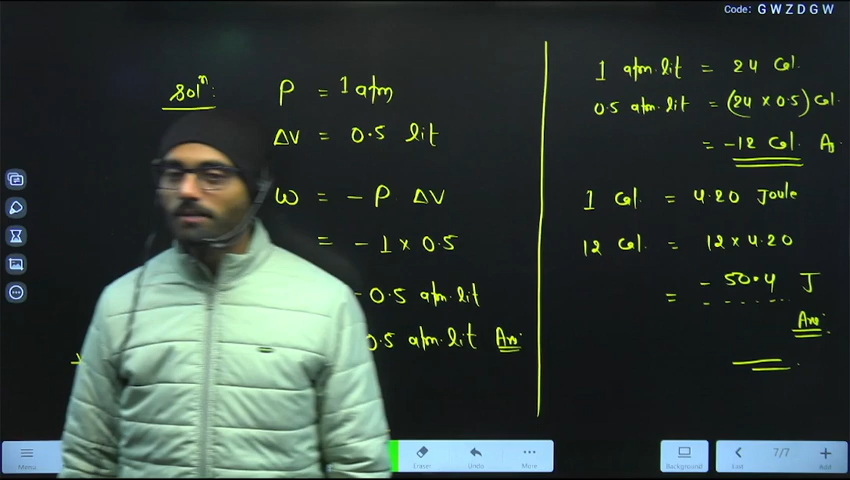 Code: GWZDGW
Solⁿ:
P = 1 atm
ΔV = 0.5 lit
W = - P ΔV
= - 1 × 0.5
- 0.5 atm.lit
0.5 atm.lit Ans
1 atm.lit = 24 Cal.
0.5 atm.lit = (24 × 0.5) Cal.
= -12 Cal. A
1 Cal. = 4.20 Joule
12 Cal. = 12 × 4.20
= - 50.4 J
Ans:
Menu
Eraser
Undo
More
Background
7/7
Add